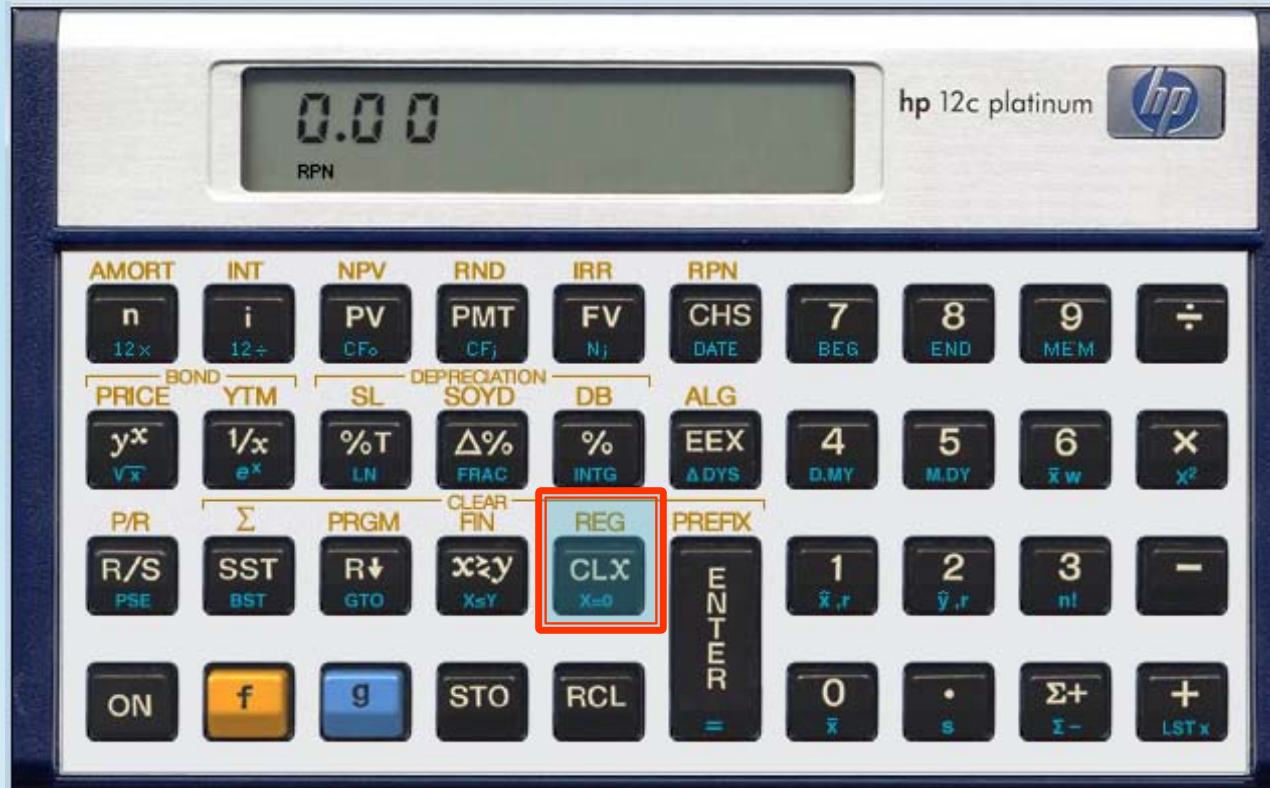 0.00
RPN
hp 12c platinum
hp
AMORT INT NPV RND IRR RPN
n i PV PMT FV CHS 7 8 9 ÷
12× 12÷ CFₒ CFⱼ Nⱼ DATE BEG END MEM
BOND DEPRECIATION
PRICE YTM SL SOYD DB ALG
yˣ 1/x %T Δ% % EEX 4 5 6 ×
√x eˣ LN FRAC INTG ΔDYS D.MY M.DY x̄w x²
CLEAR
P/R Σ PRGM FIN REG PREFIX
R/S SST R↓ x≷y CLx ENTER 1 2 3 −
PSE BST GTO X≤Y X=0 = x̂,r ŷ,r n!
ON f g STO RCL 0 . Σ+ +
x̄ s Σ− LST x